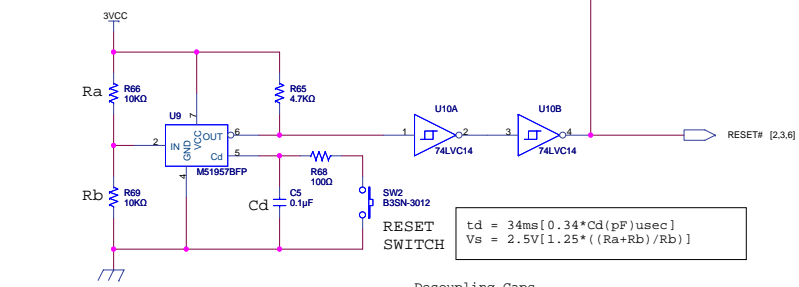 3VCC
Ra
R66
10KΩ
R65
4.7KΩ
U9
7
2
IN
GND
VCC
OUT
6
Cd
5
4
M51957BFP
1
U10A
2
74LVC14
3
U10B
4
74LVC14
RESET# [2,3,6]
Rb
R69
10KΩ
R68
100Ω
Cd
C5
0.1µF
SW2
B3SN-3012
RESET
SWITCH
td = 34ms[0.34*Cd(pF)usec]
Vs = 2.5V[1.25*((Ra+Rb)/Rb)]
Decoupling Caps